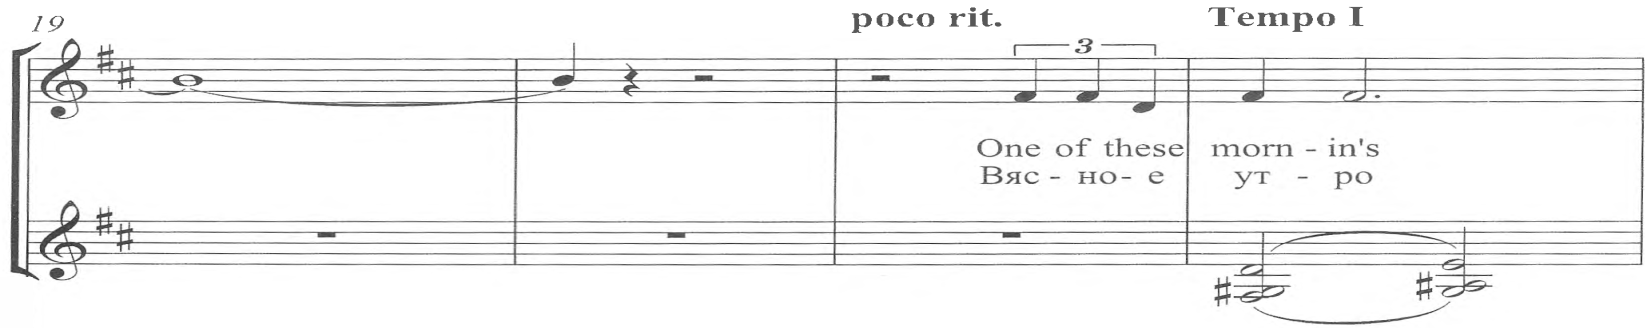 19
poco rit.
Tempo I
3
One of these morn - in's
Вяс - но- е ут - ро